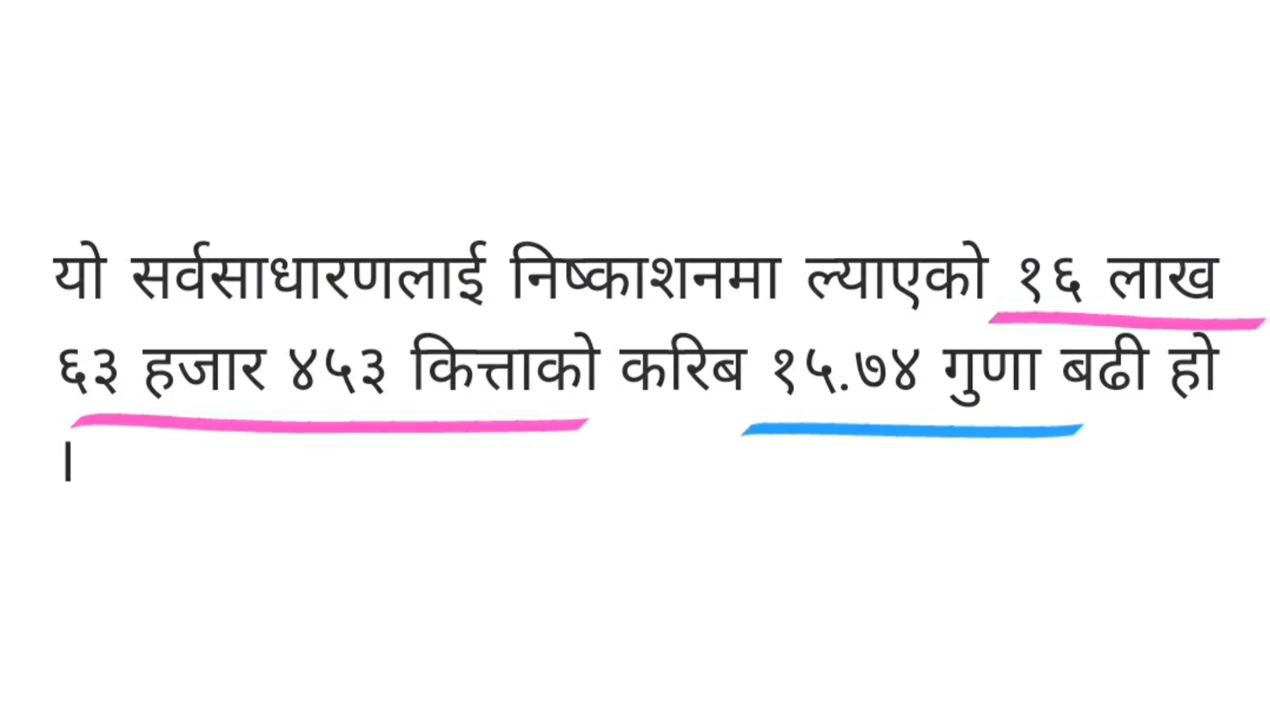 यो सर्वसाधारणलाई निष्काशनमा ल्याएको १६ लाख
६३ हजार ४५३ कित्ताको करिब १५.७४ गुणा बढी हो
।